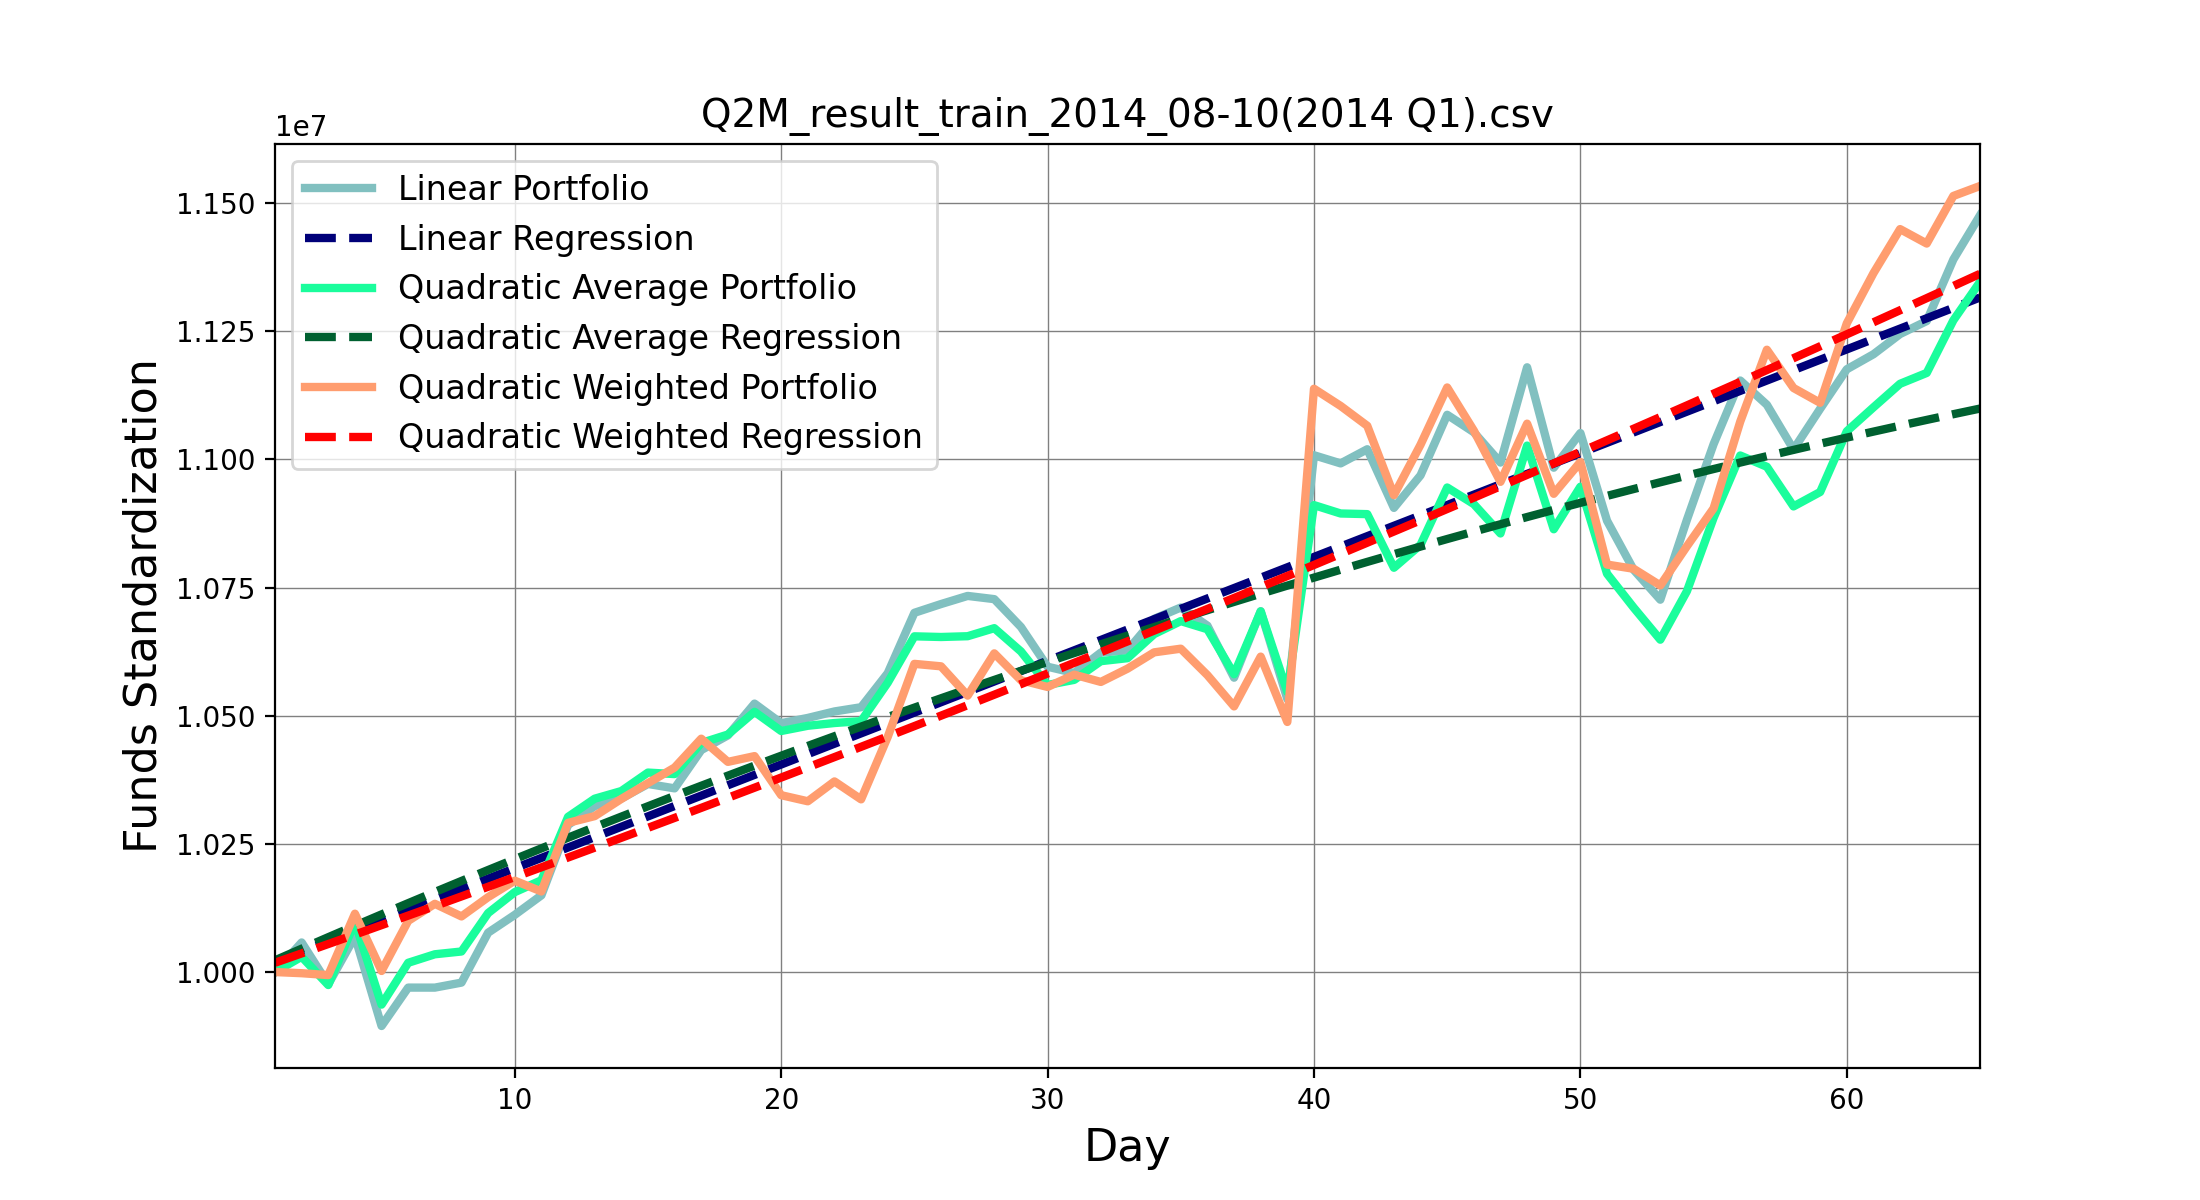 Q2M_result_train_2014_08-10(2014 Q1).csv
1e7
Linear Portfolio
Linear Regression
Quadratic Average Portfolio
Quadratic Average Regression
Quadratic Weighted Portfolio
Quadratic Weighted Regression
1.150
1.125
1.100
1.075
1.050
1.025
1.000
Funds Standardization
10 20 30 40 50 60
Day